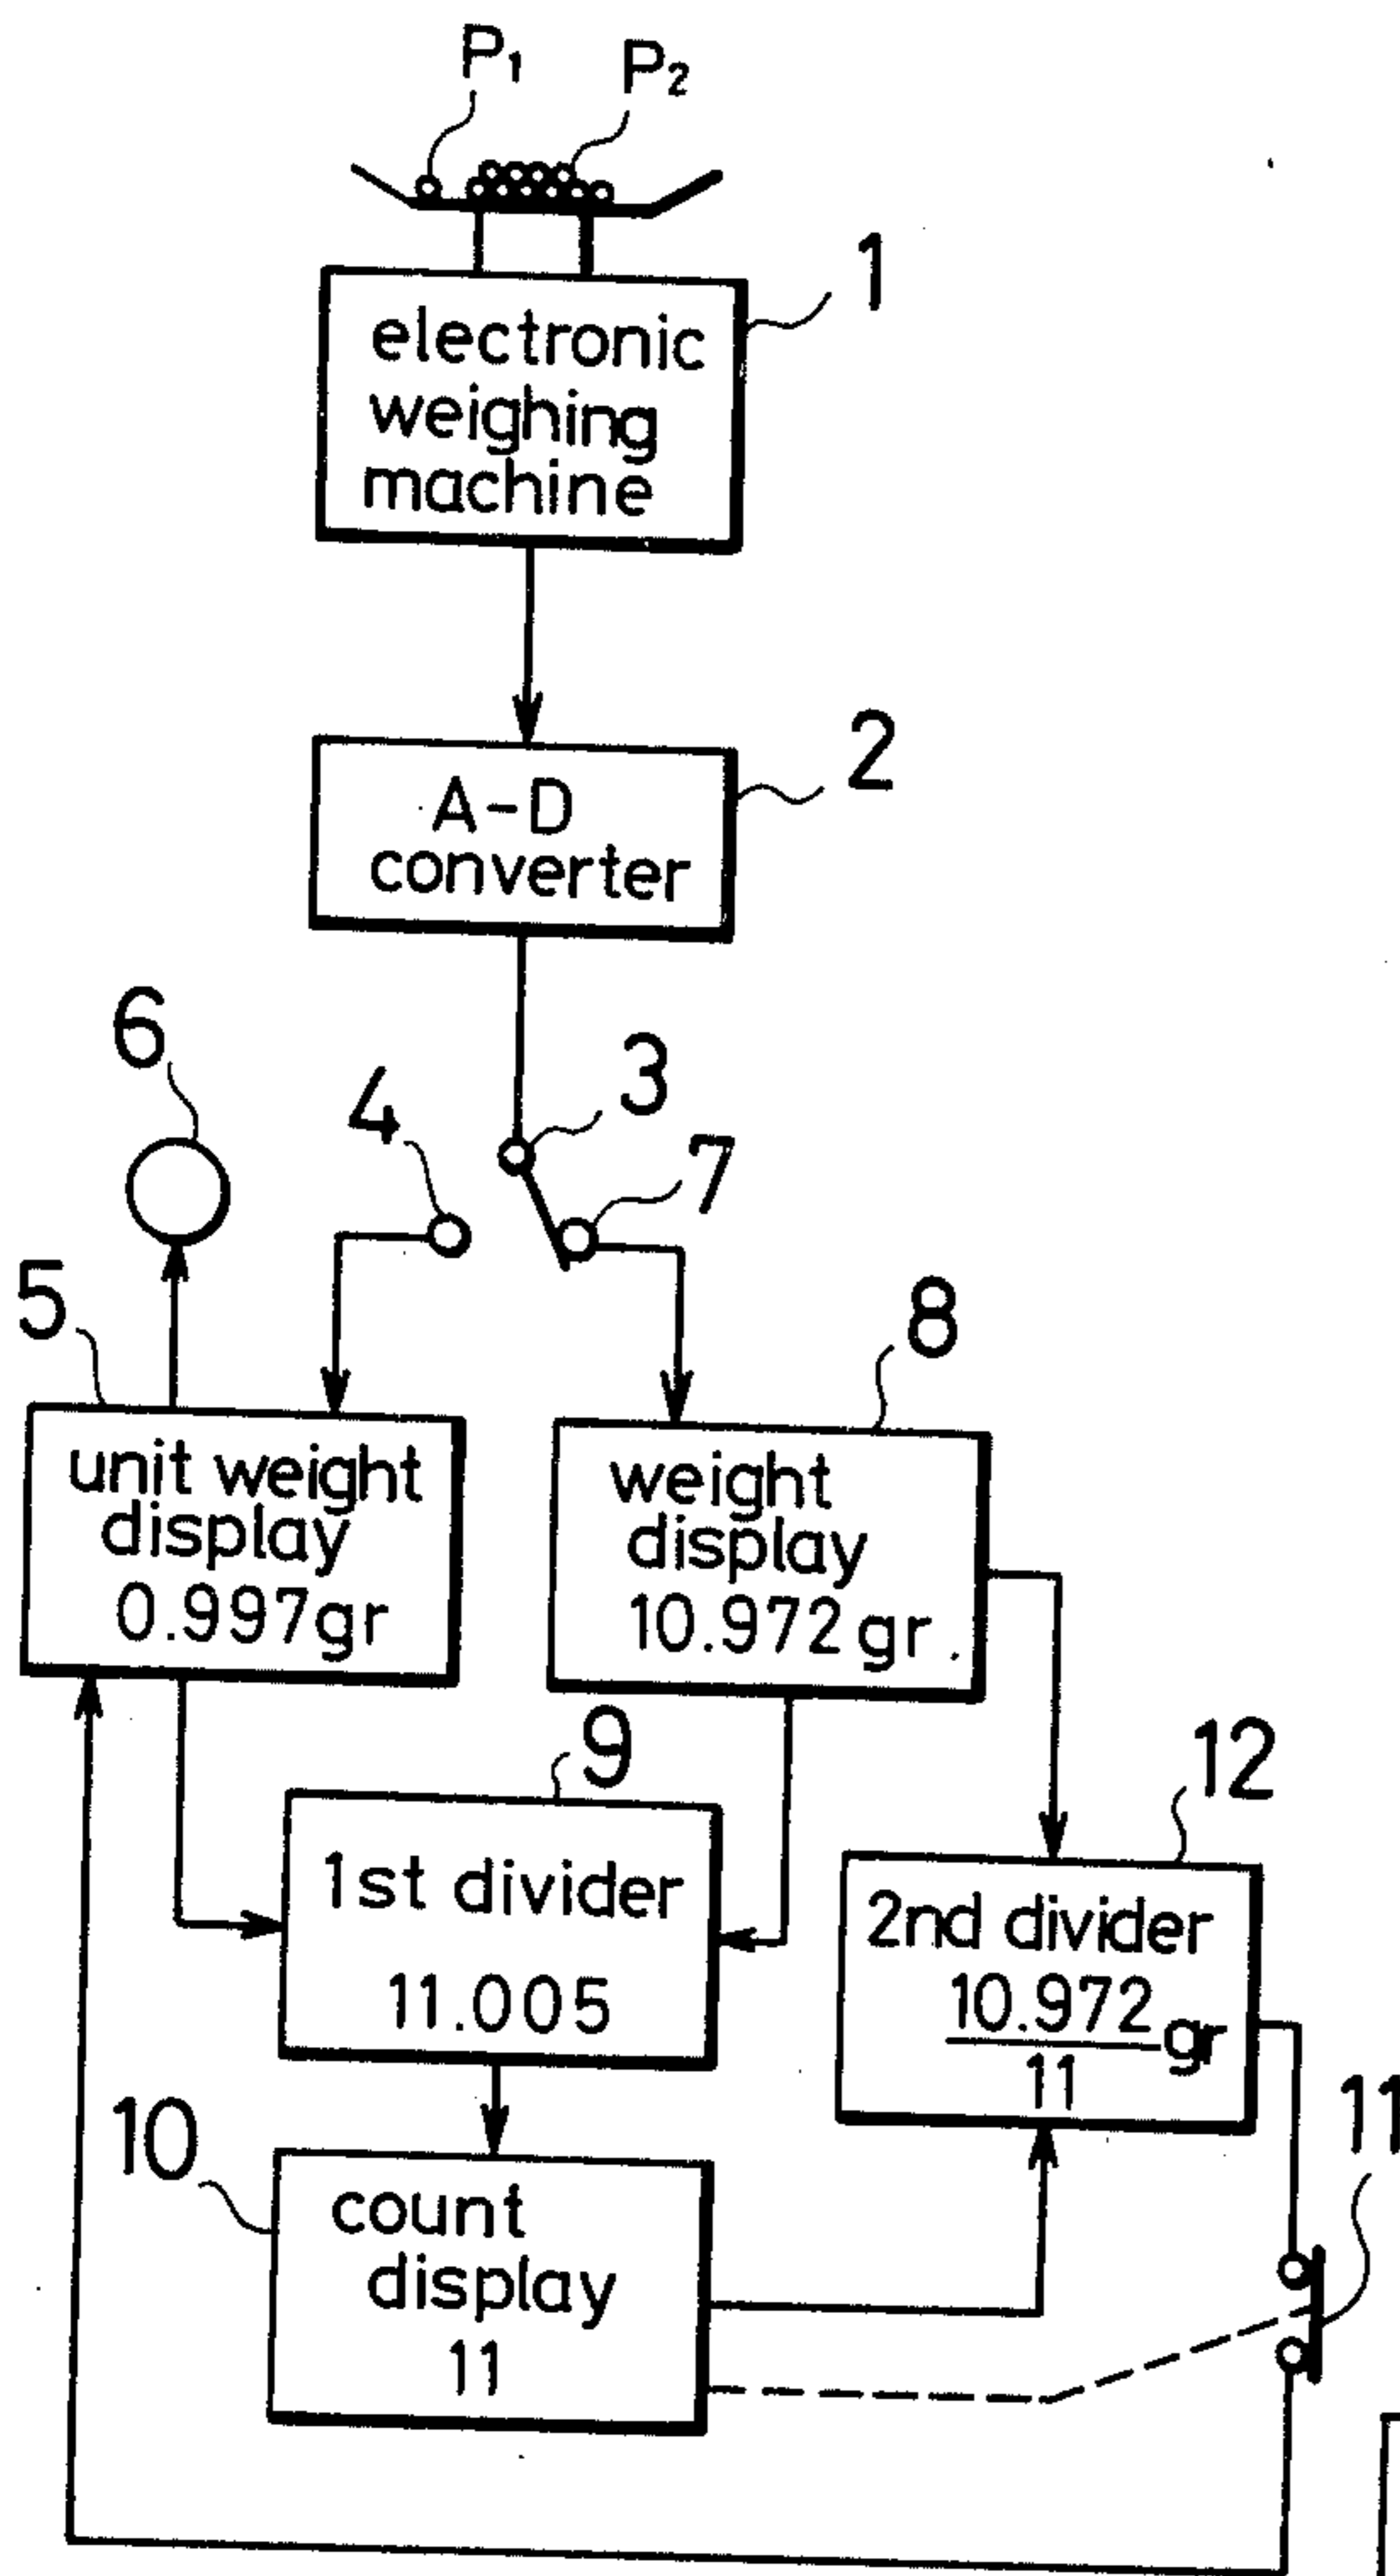 P1
P2
1
electronic
weighing
machine
2
A-D
converter
6
4
3
7
5
8
unit weight
display
0.997gr
weight
display
10.972gr.
9
12
1st divider
11.005
2nd divider
10.972
11
gr
11
10
count
display
11